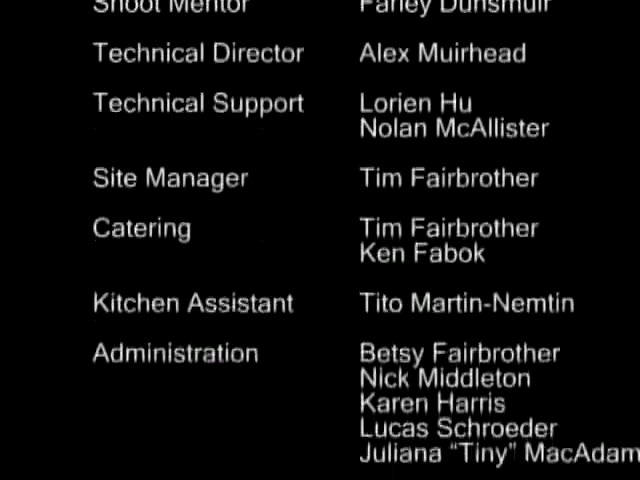 Shoot Mentor Farley Dunsmuir
Technical Director Alex Muirhead
Technical Support Lorien Hu
Nolan McAllister
Site Manager Tim Fairbrother
Catering Tim Fairbrother
Ken Fabok
Kitchen Assistant Tito Martin-Nemtin
Administration Betsy Fairbrother
Nick Middleton
Karen Harris
Lucas Schroeder
Juliana “Tiny” MacAdam